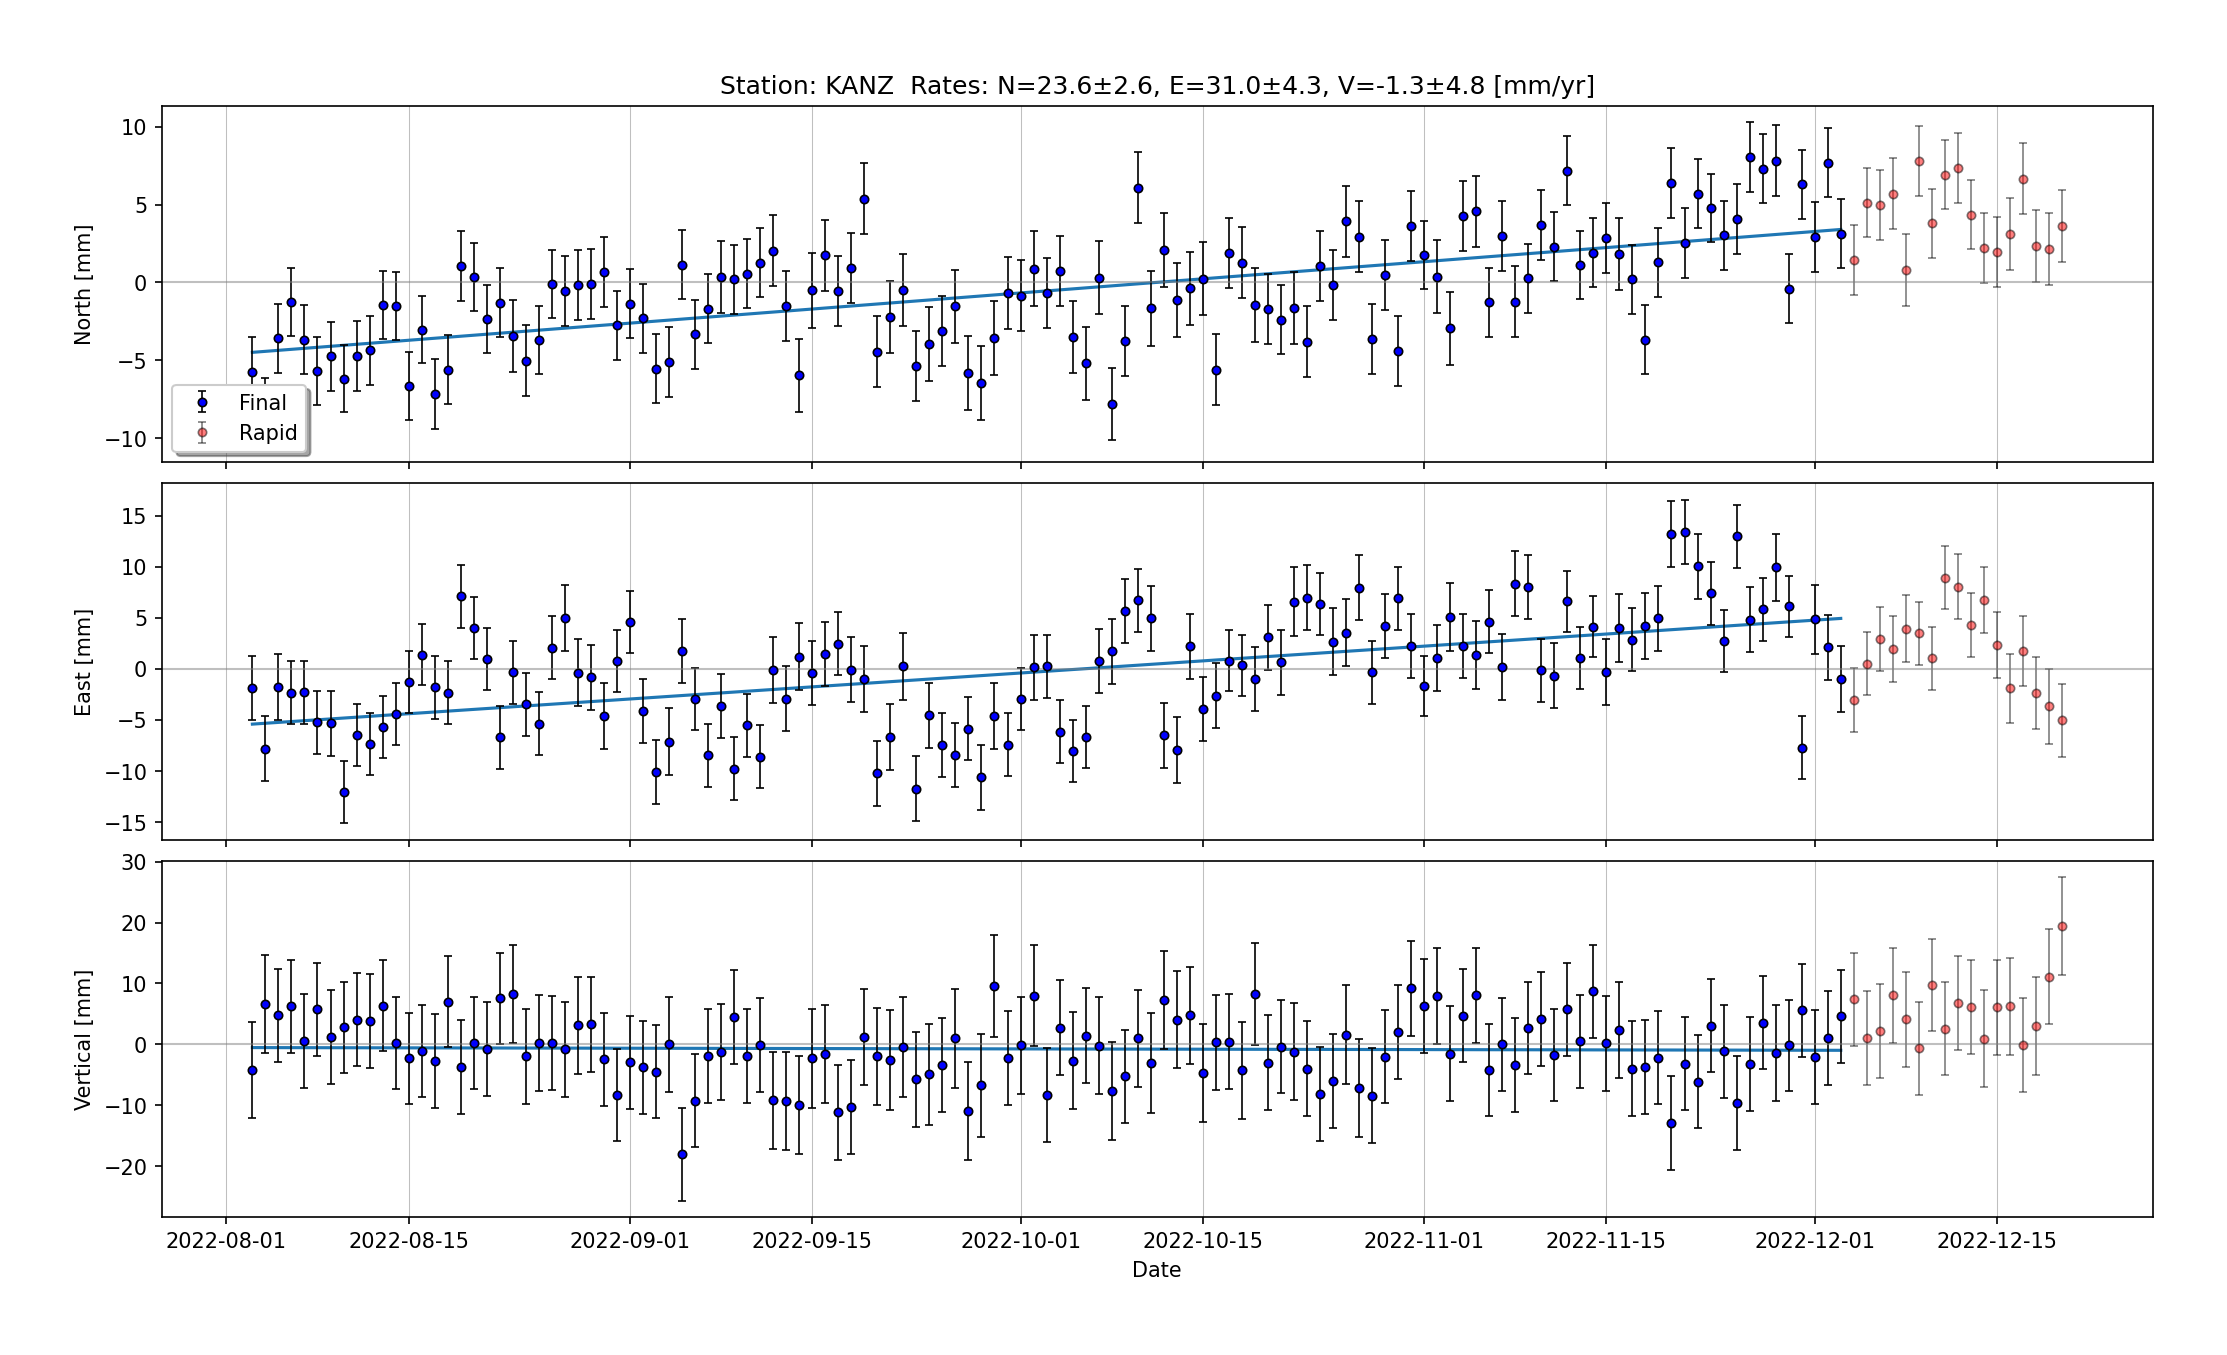 Station: KANZ  Rates: N=23.6±2.6, E=31.0±4.3, V=-1.3±4.8 [mm/yr]
10
5
0
−5
−10
North [mm]
Final
Rapid
15
10
5
0
−5
−10
−15
East [mm]
30
20
10
0
−10
−20
Vertical [mm]
2022-08-01 2022-08-15 2022-09-01 2022-09-15 2022-10-01 2022-10-15 2022-11-01 2022-11-15 2022-12-01 2022-12-15
Date